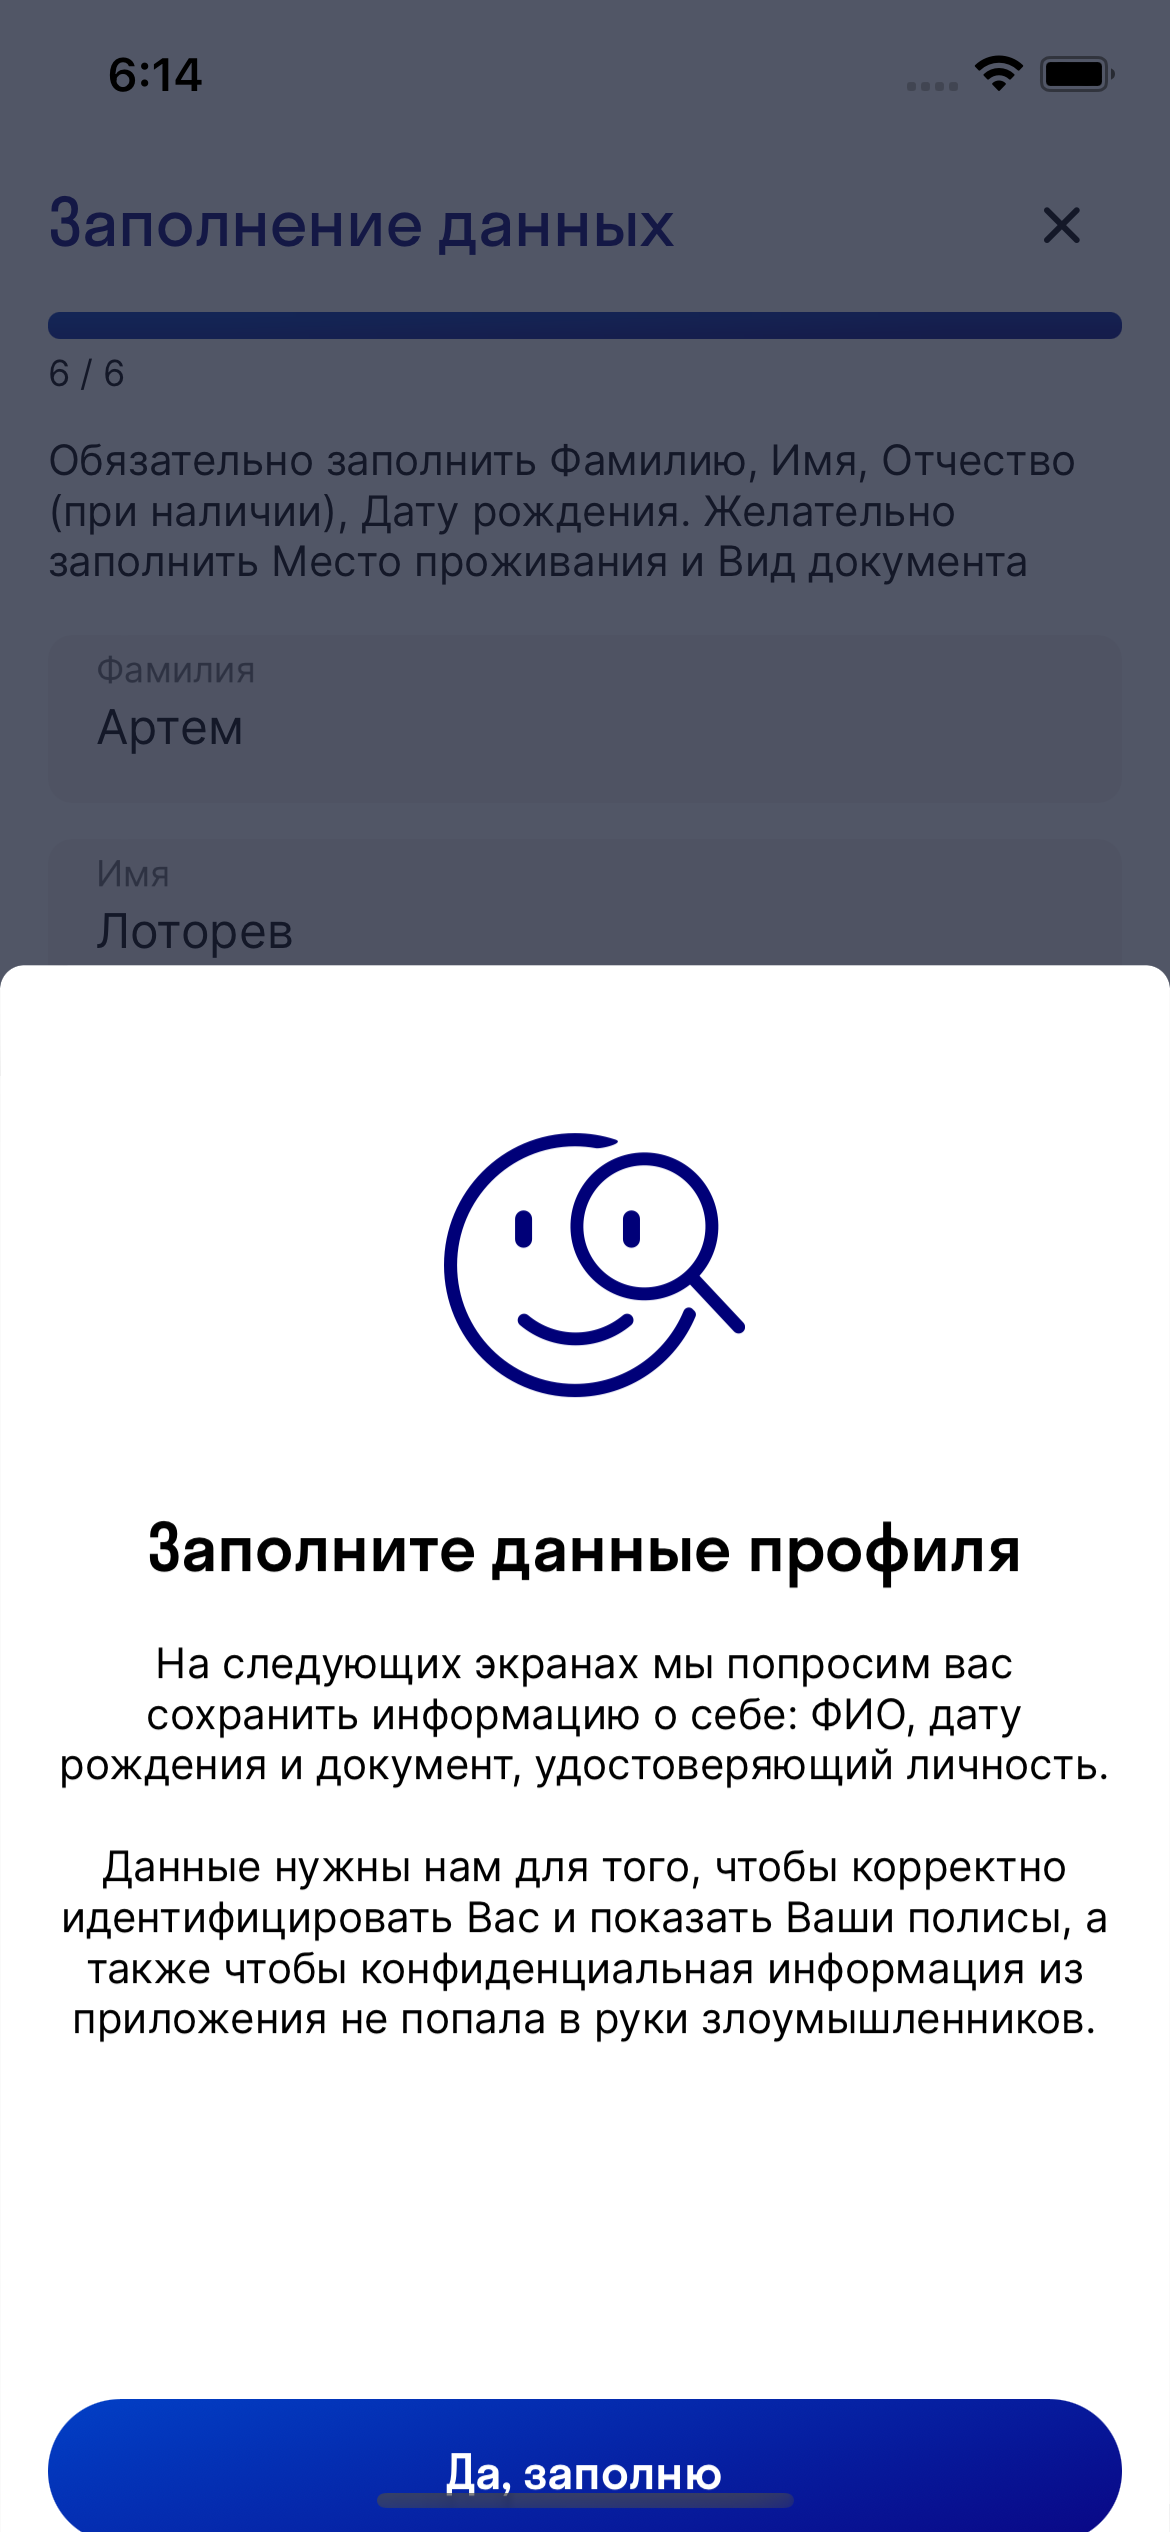 6:14
Заполнение данных
6 / 6
Обязательно заполнить Фамилию, Имя, Отчество
(при наличии), Дату рождения. Желательно
заполнить Место проживания и Вид документа
Фамилия
Артем
Имя
Лоторев
Заполните данные профиля
На следующих экранах мы попросим вас
сохранить информацию о себе: ФИО, дату
рождения и документ, удостоверяющий личность.
Данные нужны нам для того, чтобы корректно
идентифицировать Вас и показать Ваши полисы, а
также чтобы конфиденциальная информация из
приложения не попала в руки злоумышленников.
Да, заполню